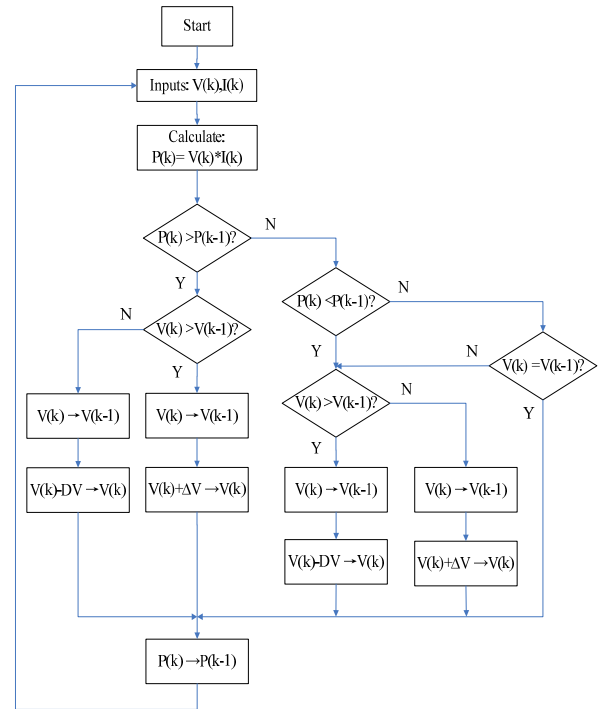 Start
Inputs: V(k),I(k)
Calculate:
P(k)= V(k)*I(k)
P(k) >P(k-1)?
N
Y
P(k) <P(k-1)?
N
Y
V(k) >V(k-1)?
N
Y
V(k) =V(k-1)?
N
Y
V(k) >V(k-1)?
N
Y
V(k) →V(k-1)
V(k) →V(k-1)
V(k) →V(k-1)
V(k) →V(k-1)
V(k)-DV →V(k)
V(k)+ΔV →V(k)
V(k)-DV →V(k)
V(k)+ΔV →V(k)
P(k) →P(k-1)